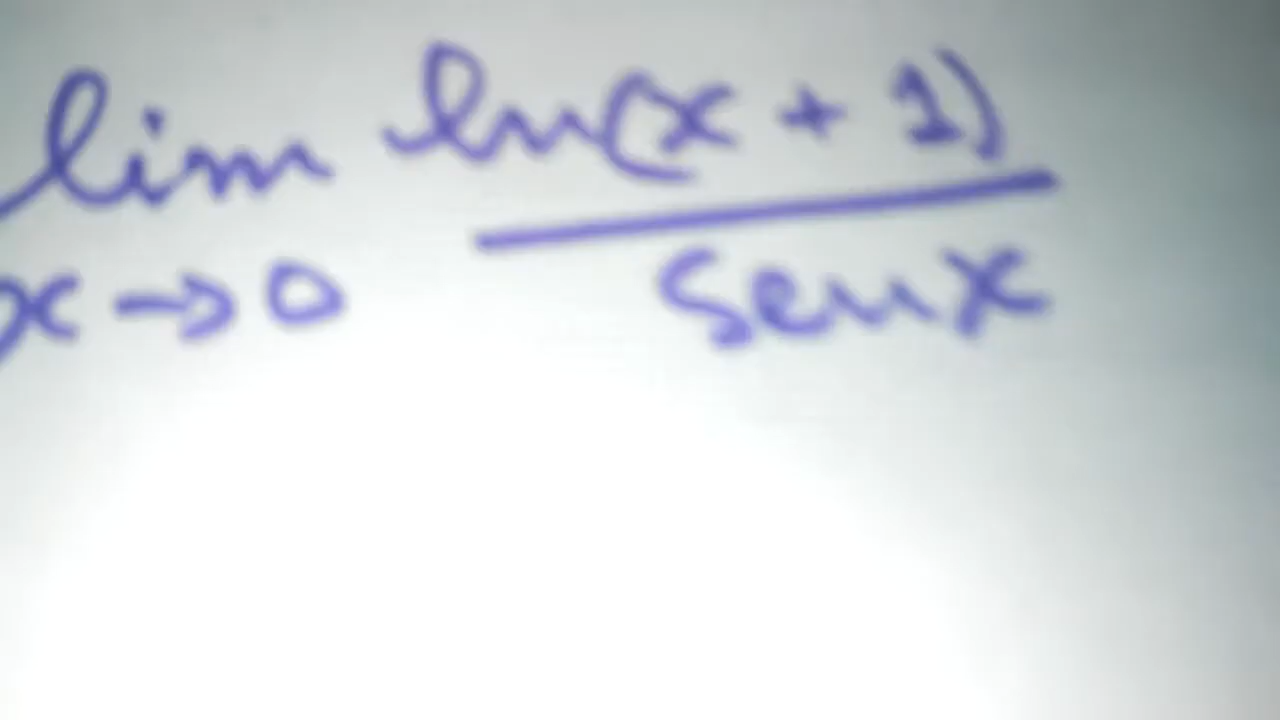 lim ln(x + 1)
x → 0 senx